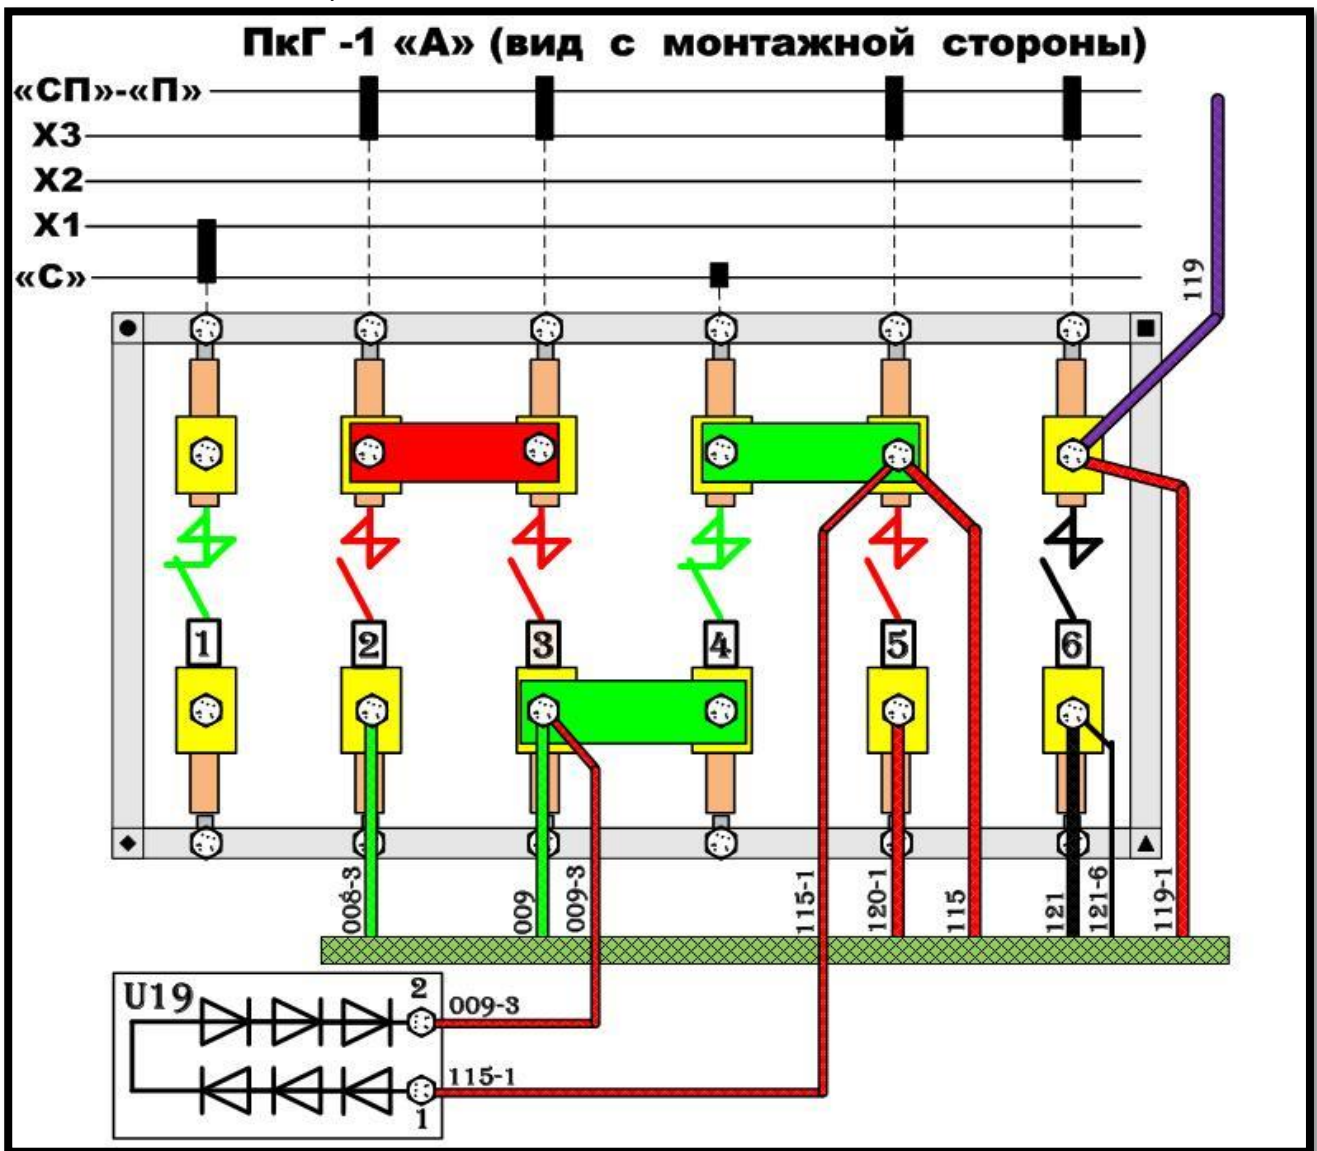 ПкГ -1 «А» (вид с монтажной стороны)
«СП»-«П»
Х3
Х2
Х1
«С»
119
1 2 3 4 5 6
008-3 009 009-3 115-1 120-1 115 121 121-6 119-1
U19
2
009-3
115-1
1